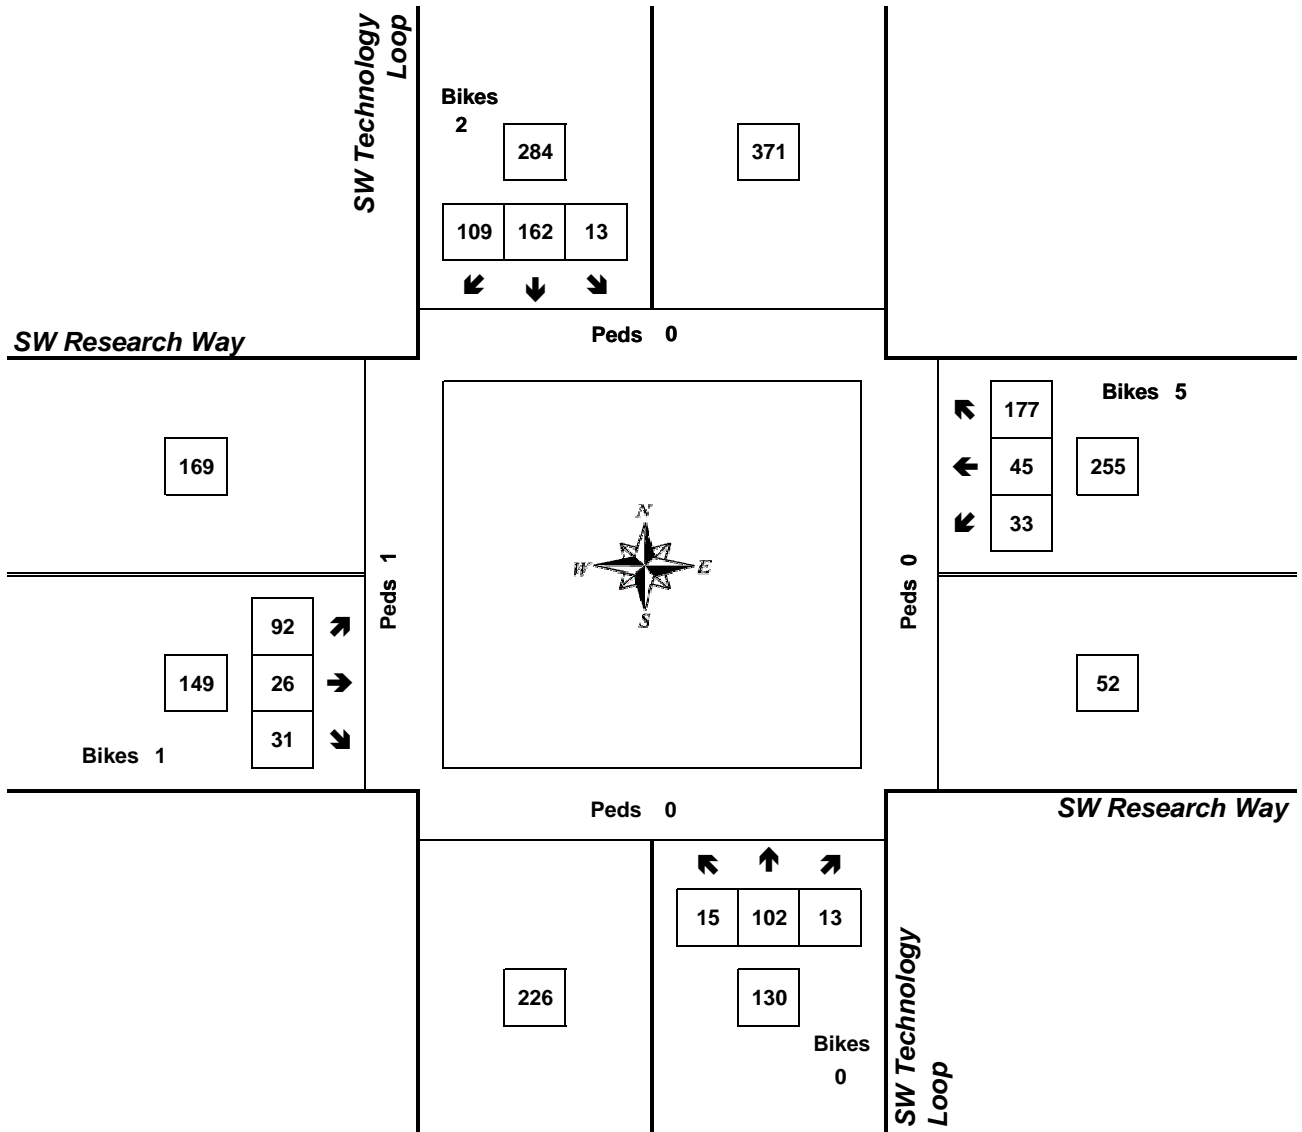 SW Technology
Loop
Bikes
2
284
371
109 162 13
SW Research Way
Peds 0
177
Bikes 5
169
45
255
33
N
W E
S
Peds 1
Peds 0
92
149
26
52
31
Bikes 1
Peds 0
SW Research Way
15 102 13
226
130
Bikes
0
SW Technology
Loop